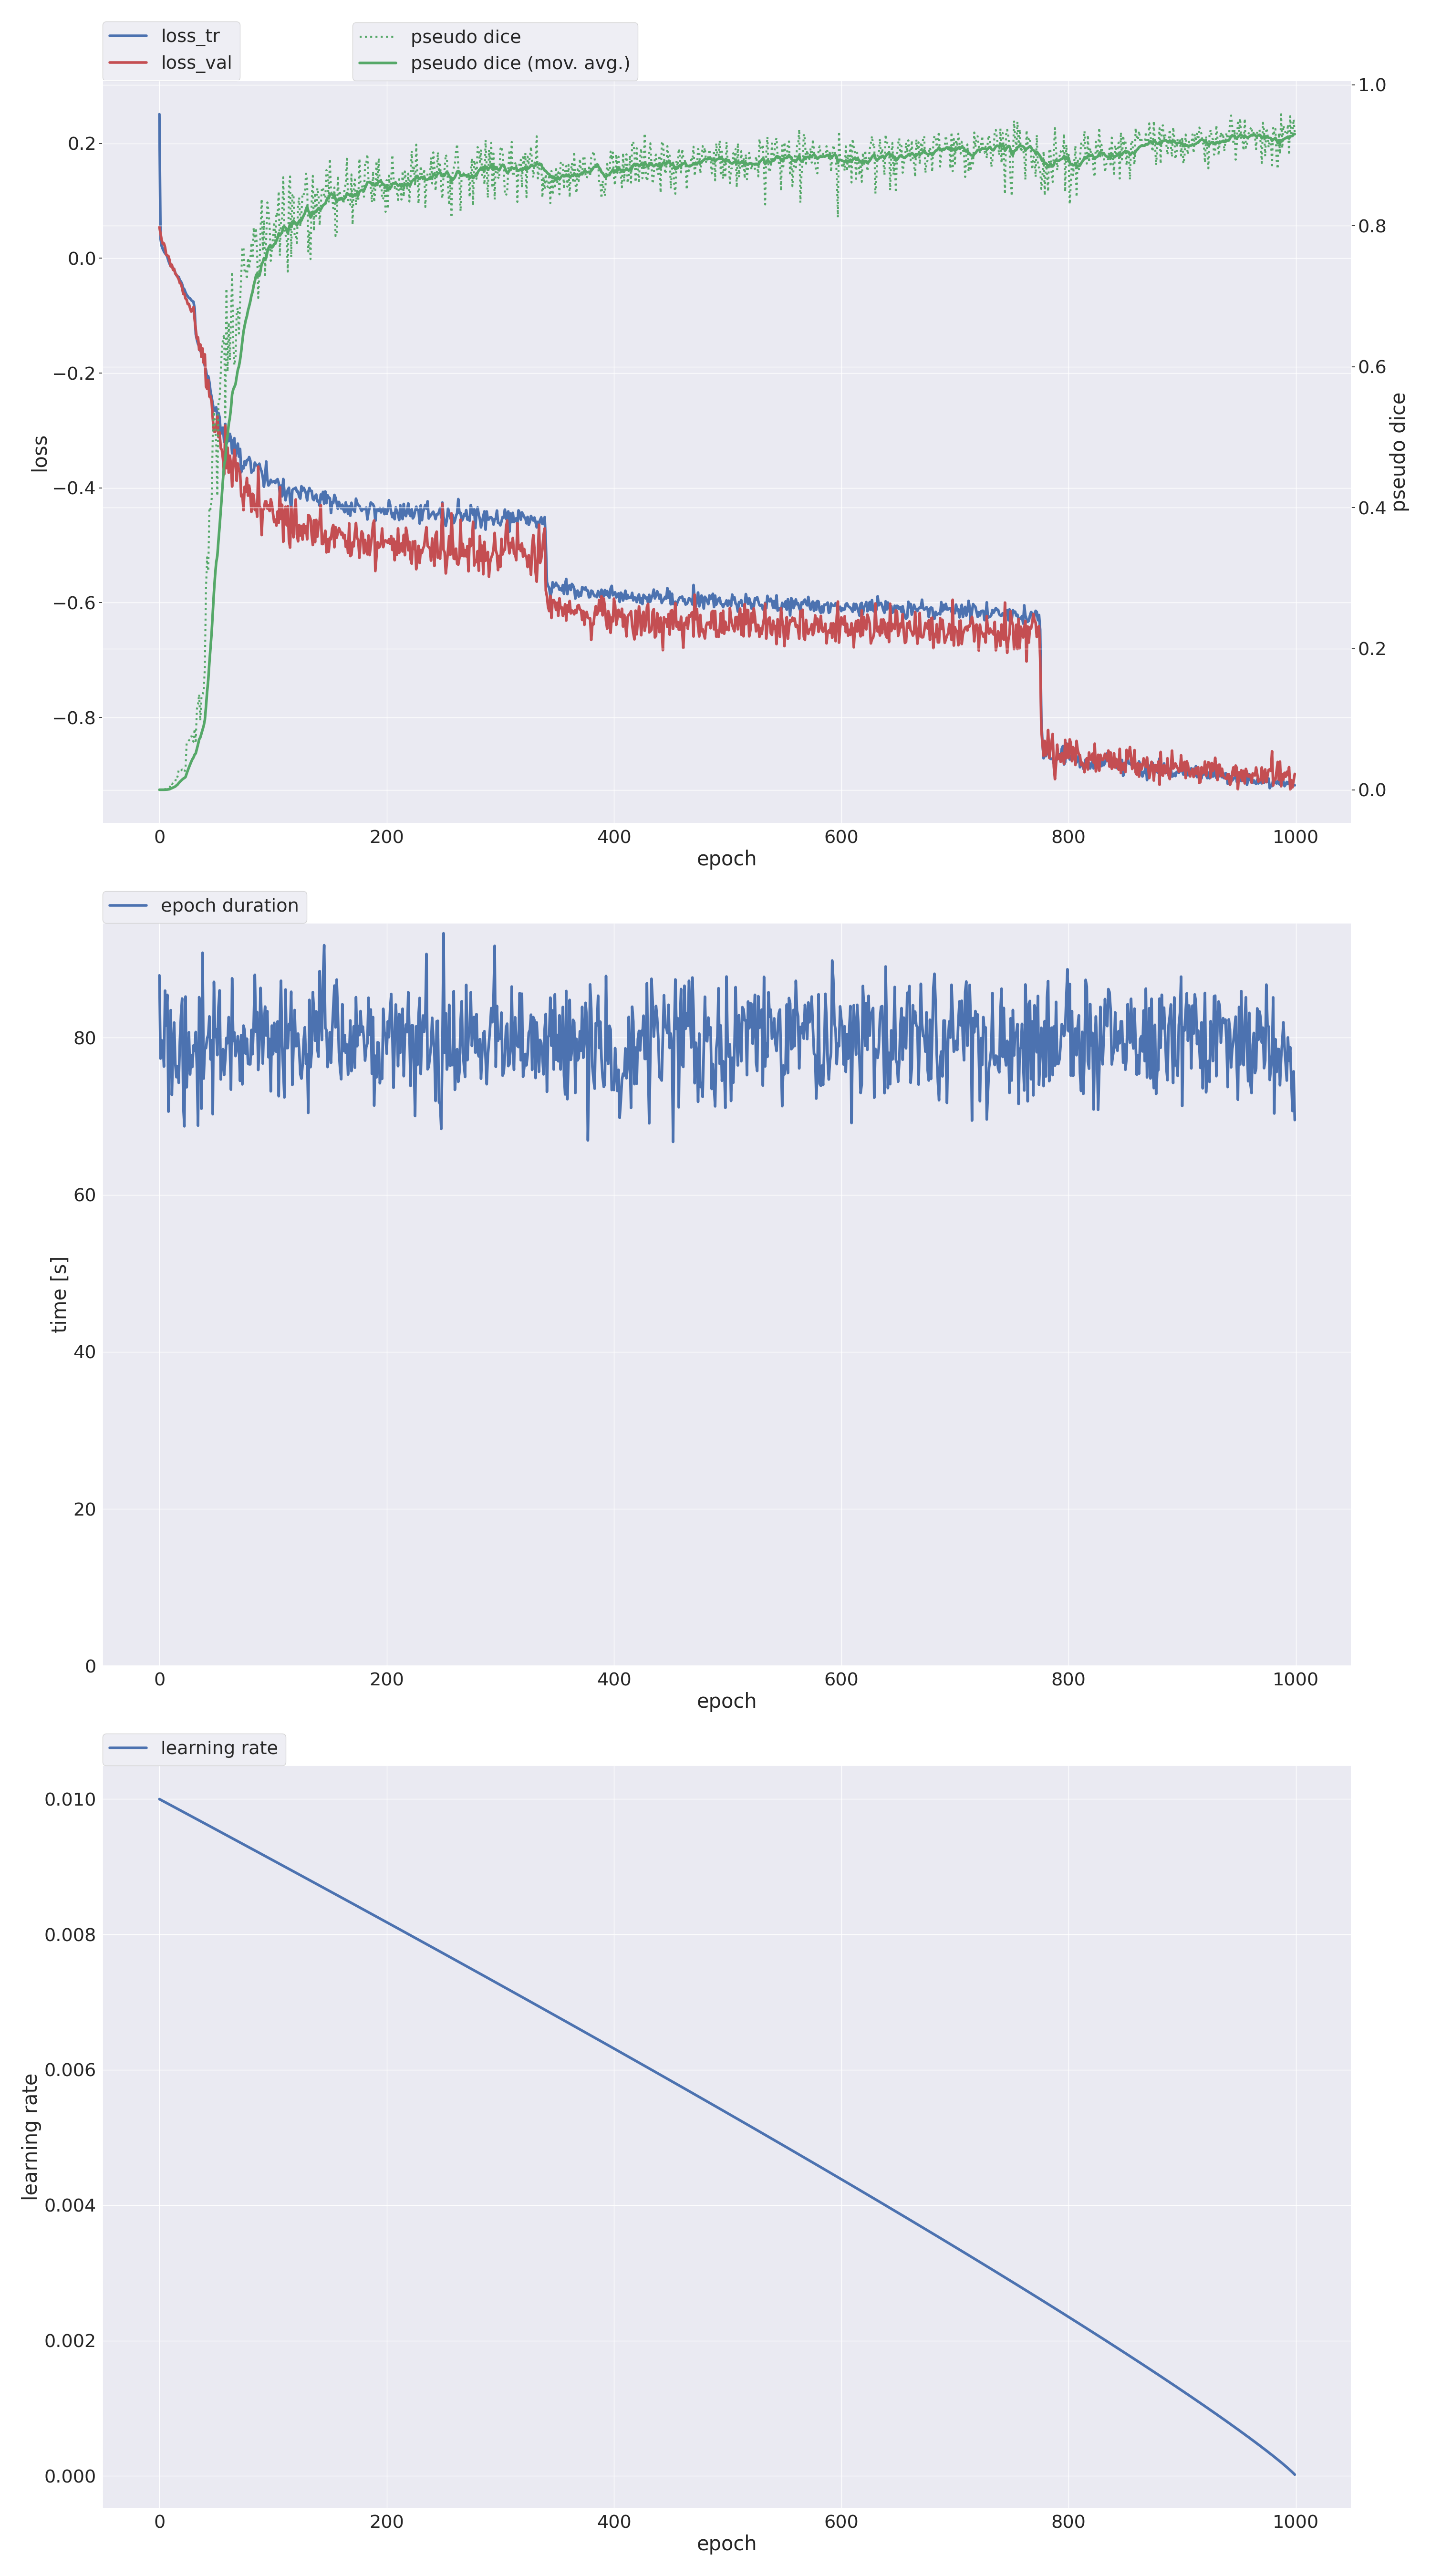 loss_tr
loss_val
pseudo dice
pseudo dice (mov. avg.)
0.2
0.0
−0.2
−0.4
−0.6
−0.8
loss
1.0
0.8
0.6
0.4
0.2
0.0
pseudo dice
0 200 400 600 800 1000
epoch
epoch duration
80
60
40
20
0
time [s]
0 200 400 600 800 1000
epoch
learning rate
0.010
0.008
0.006
0.004
0.002
0.000
learning rate
0 200 400 600 800 1000
epoch